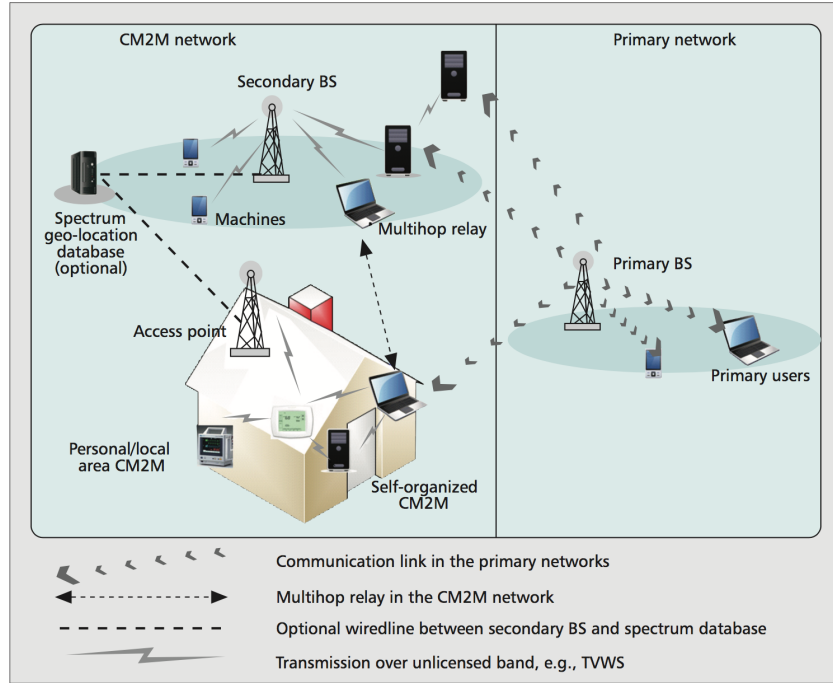 CM2M network
Primary network
Secondary BS
Machines
Multihop relay
Spectrum
geo-location
database
(optional)
Primary BS
Access point
Primary users
Personal/local
area CM2M
Self-organized
CM2M
Communication link in the primary networks
Multihop relay in the CM2M network
Optional wiredline between secondary BS and spectrum database
Transmission over unlicensed band, e.g., TVWS